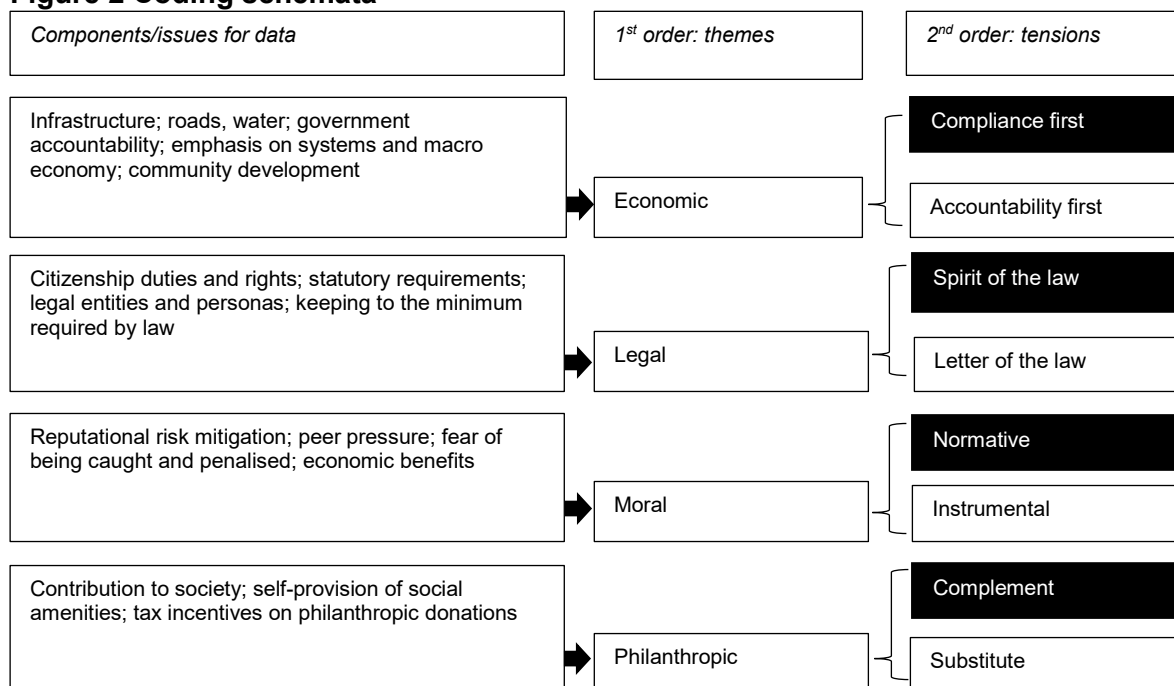 Figure 2 Coding schemata
Components/issues for data
1st order: themes
2nd order: tensions
Infrastructure; roads, water; government
accountability; emphasis on systems and macro
economy; community development
Economic
Compliance first
Accountability first
Citizenship duties and rights; statutory requirements;
legal entities and personas; keeping to the minimum
required by law
Legal
Spirit of the law
Letter of the law
Reputational risk mitigation; peer pressure; fear of
being caught and penalised; economic benefits
Moral
Normative
Instrumental
Contribution to society; self-provision of social
amenities; tax incentives on philanthropic donations
Philanthropic
Complement
Substitute